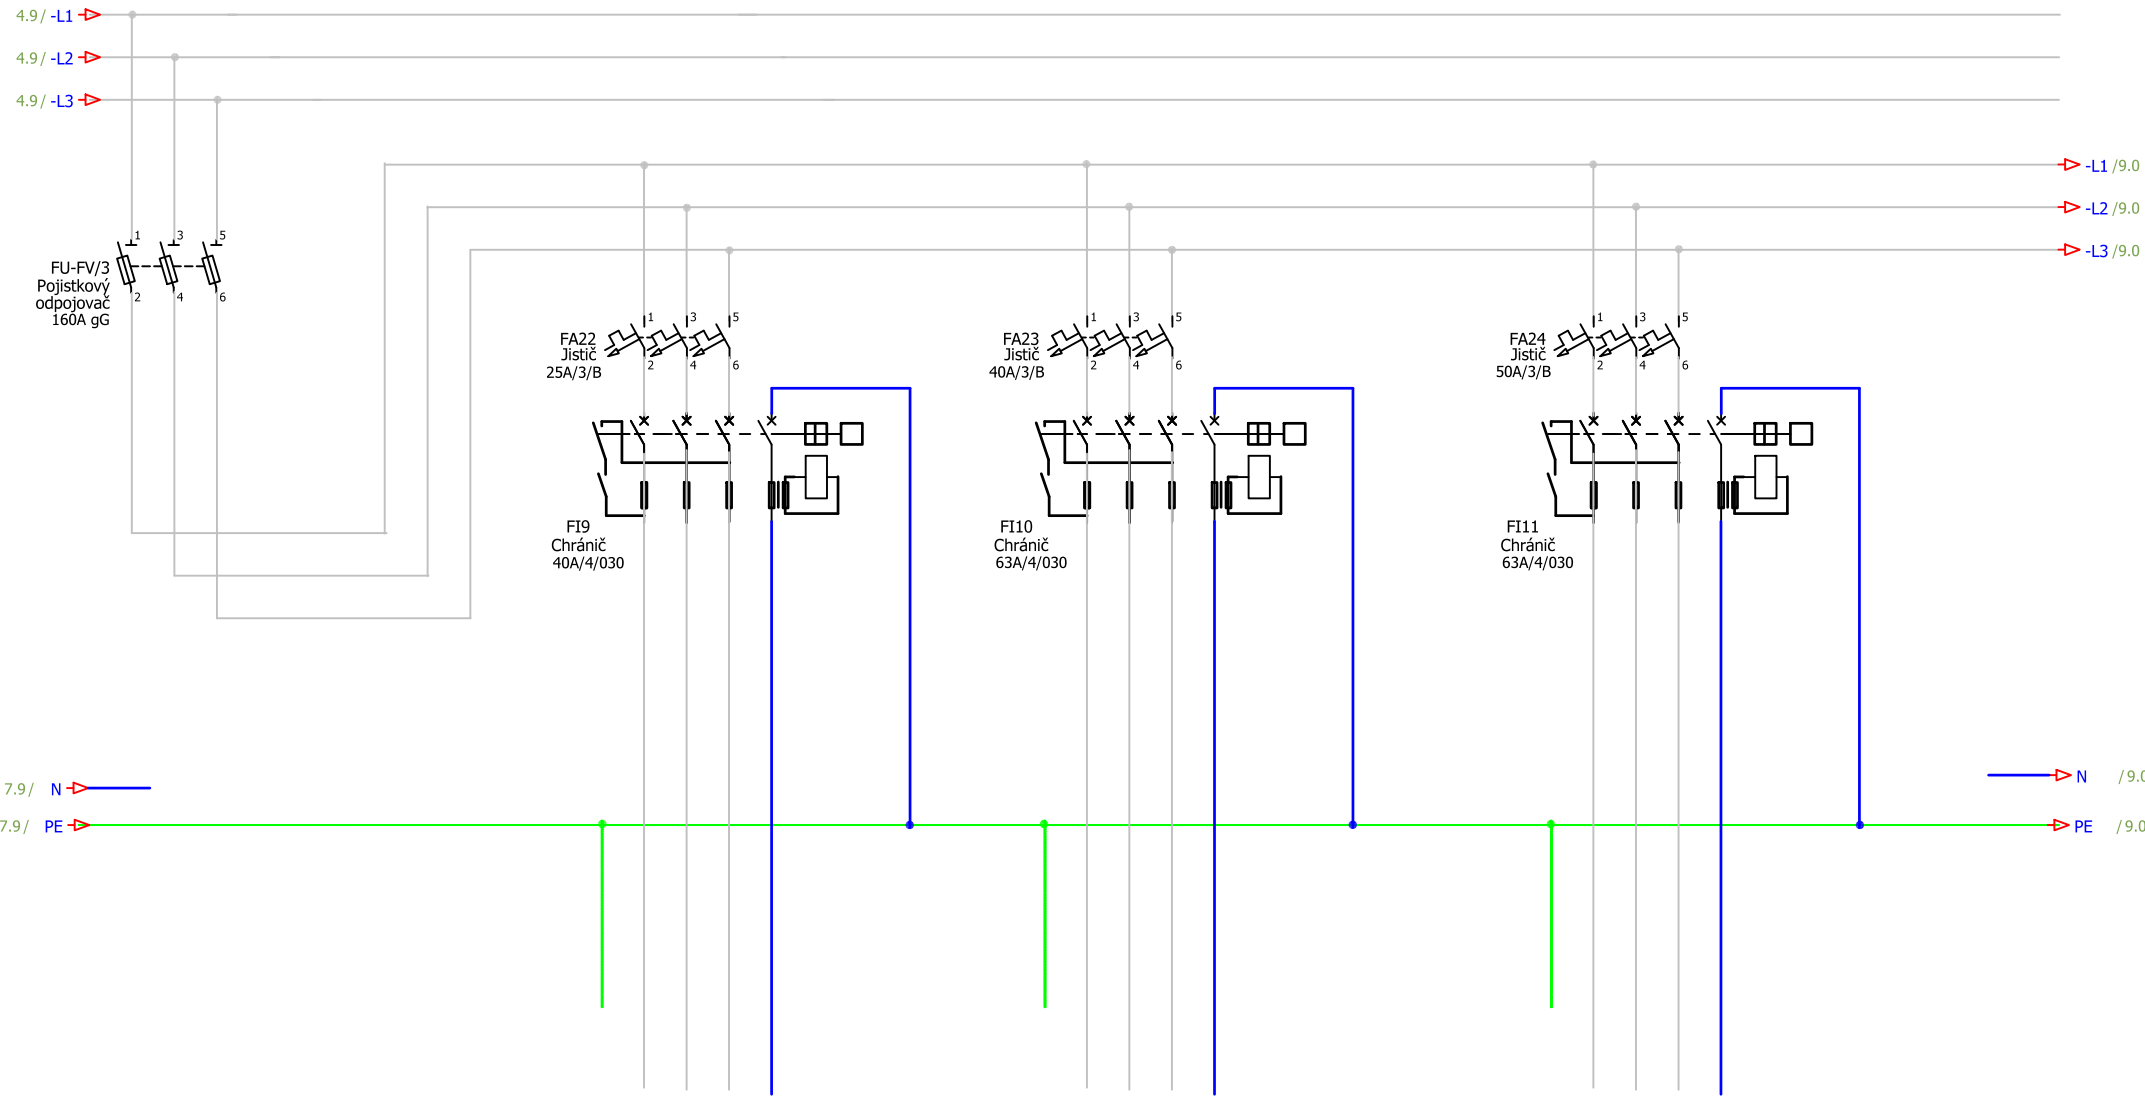 4.9/ -L1
4.9/ -L2
4.9/ -L3
-L1 /9.0
-L2 /9.0
-L3 /9.0
1 3 5
FU-FV/3
Pojistkový
odpojovač
160A gG
2 4 6
1 3 5
FA22
Jistič
25A/3/B
2 4 6
1 3 5
FA23
Jistič
40A/3/B
2 4 6
1 3 5
FA24
Jistič
50A/3/B
2 4 6
FI9
Chránič
40A/4/030
FI10
Chránič
63A/4/030
FI11
Chránič
63A/4/030
7.9/ N
N /9.0
7.9/ PE
PE /9.0